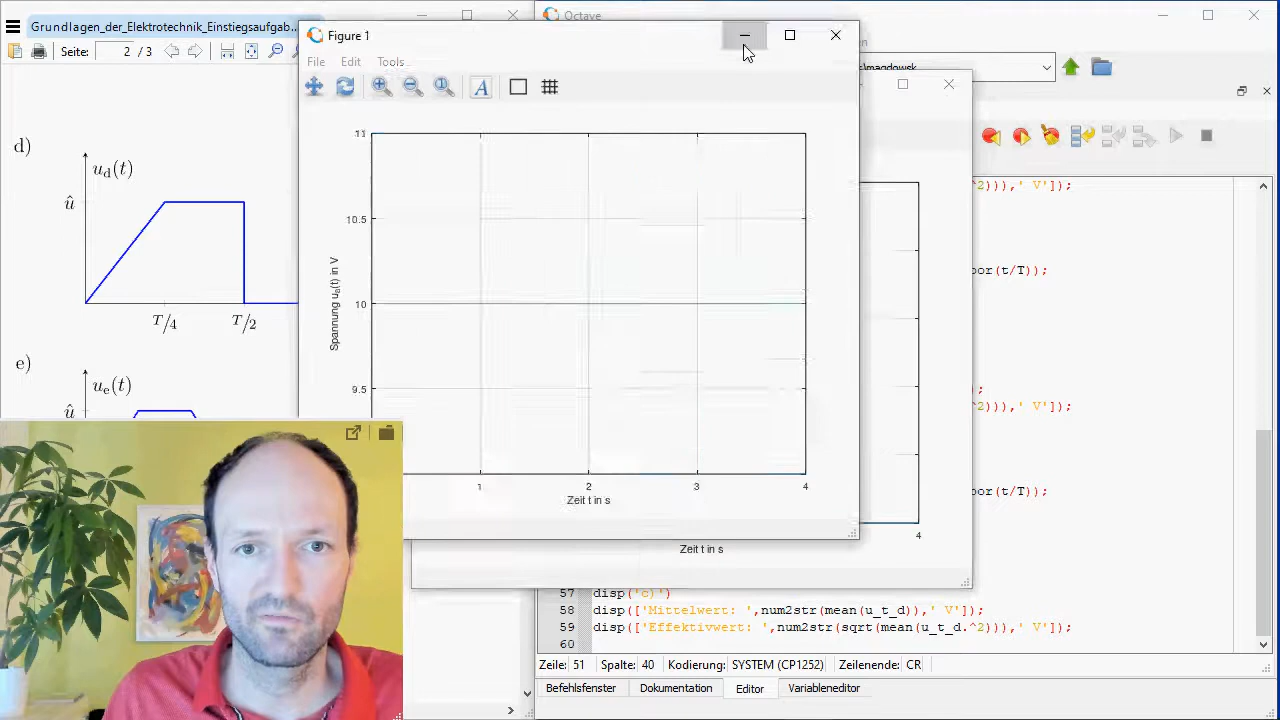 Grundlagen_der_Elektrotechnik_Einstiegsaufgab...
Seite: 2 / 3
d)
u_d(t)
û
T/4 T/2
e)
u_e(t)
û
Octave
Figure 1
File Edit Tools
A
11
10.5
10
9.5
1 2 3 4
Spannung u_a(t) in V
Zeit t in s
4
Zeit t in s
^2))),' V']);
oor(t/T));
;
^2))),' V']);
oor(t/T));
57 disp('c)')
58 disp(['Mittelwert: ',num2str(mean(u_t_d)),' V']);
59 disp(['Effektivwert: ',num2str(sqrt(mean(u_t_d.^2))),' V']);
60
Zeile: 51 Spalte: 40 Kodierung: SYSTEM (CP1252) Zeilenende: CR
Befehlsfenster Dokumentation Editor Variableneditor